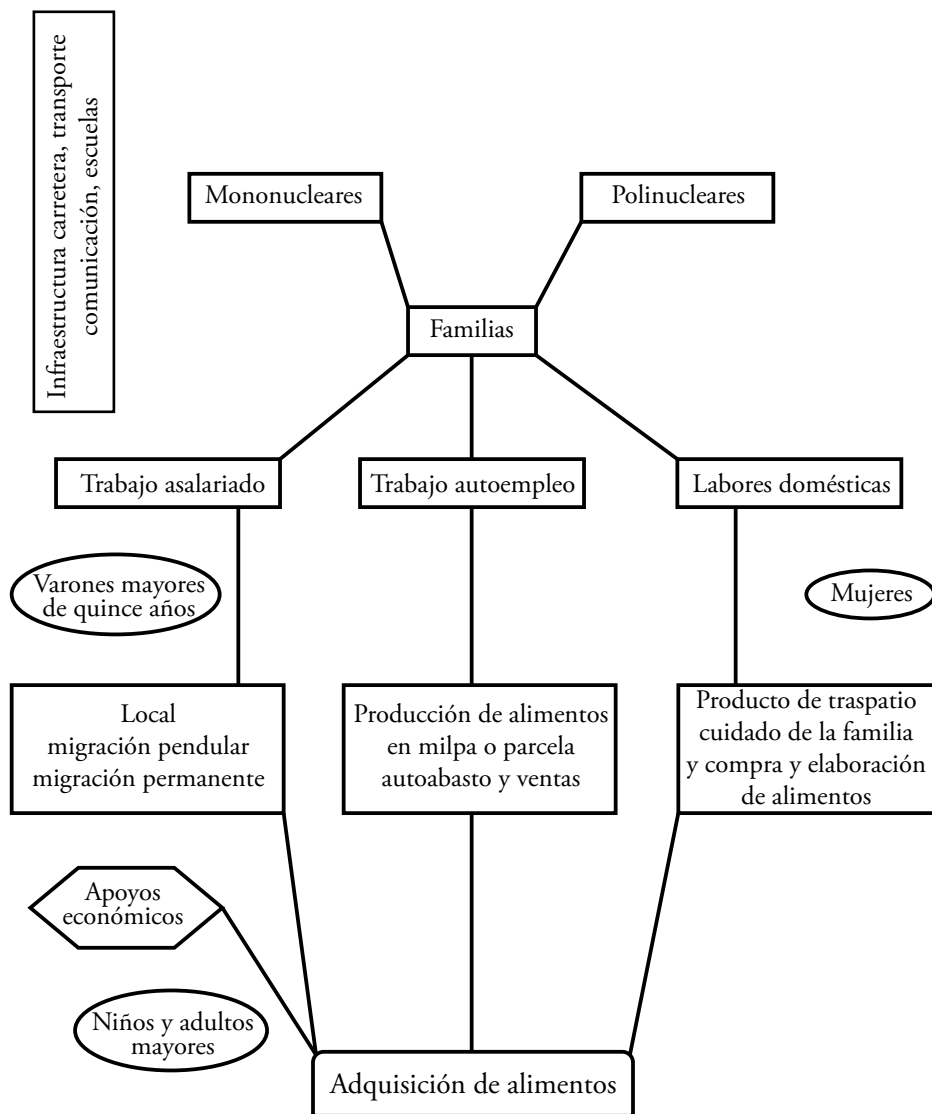 Infraestructura carretera, transporte
comunicación, escuelas
Mononucleares
Polinucleares
Familias
Trabajo asalariado
Trabajo autoempleo
Labores domésticas
Varones mayores
de quince años
Mujeres
Local
migración pendular
migración permanente
Producción de alimentos
en milpa o parcela
autoabasto y ventas
Producto de traspatio
cuidado de la familia
y compra y elaboración
de alimentos
Apoyos
económicos
Niños y adultos
mayores
Adquisición de alimentos